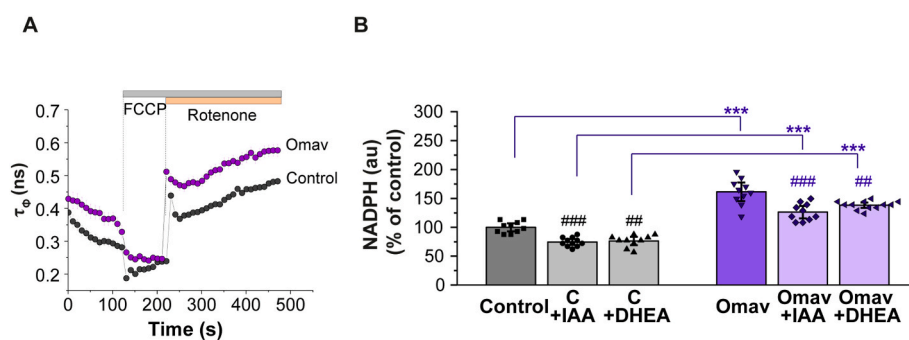 A
FCCP
Rotenone
0.7
0.6
0.5
0.4
0.3
0.2
τΦ (ns)
Omav
Control
0 100 200 300 400 500
Time (s)
B
NADPH (au)
(% of control)
300
250
200
150
100
50
0
***
***
***
### ## ### ##
Control C +IAA C +DHEA Omav Omav +IAA Omav +DHEA